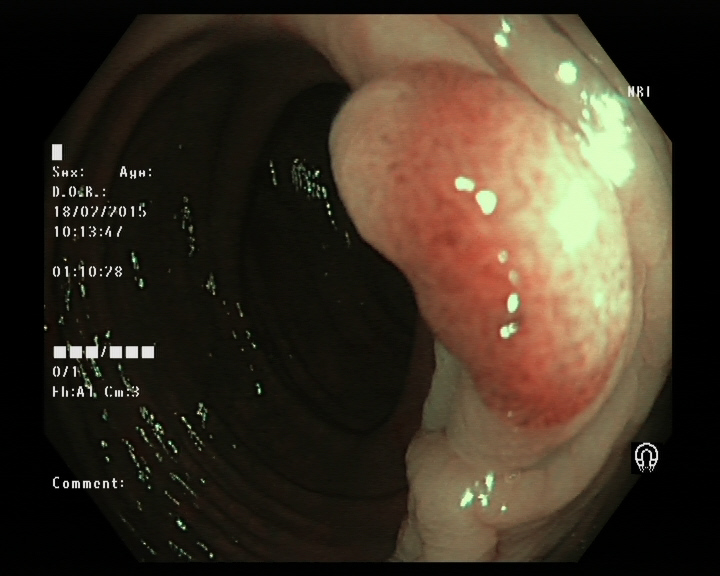 NBI
Sex: Age:
D.O.B.:
18/02/2015
10:13:47
01:10:28
■■■/■■■
0/1
Eh:A1 Cm:3
Comment: